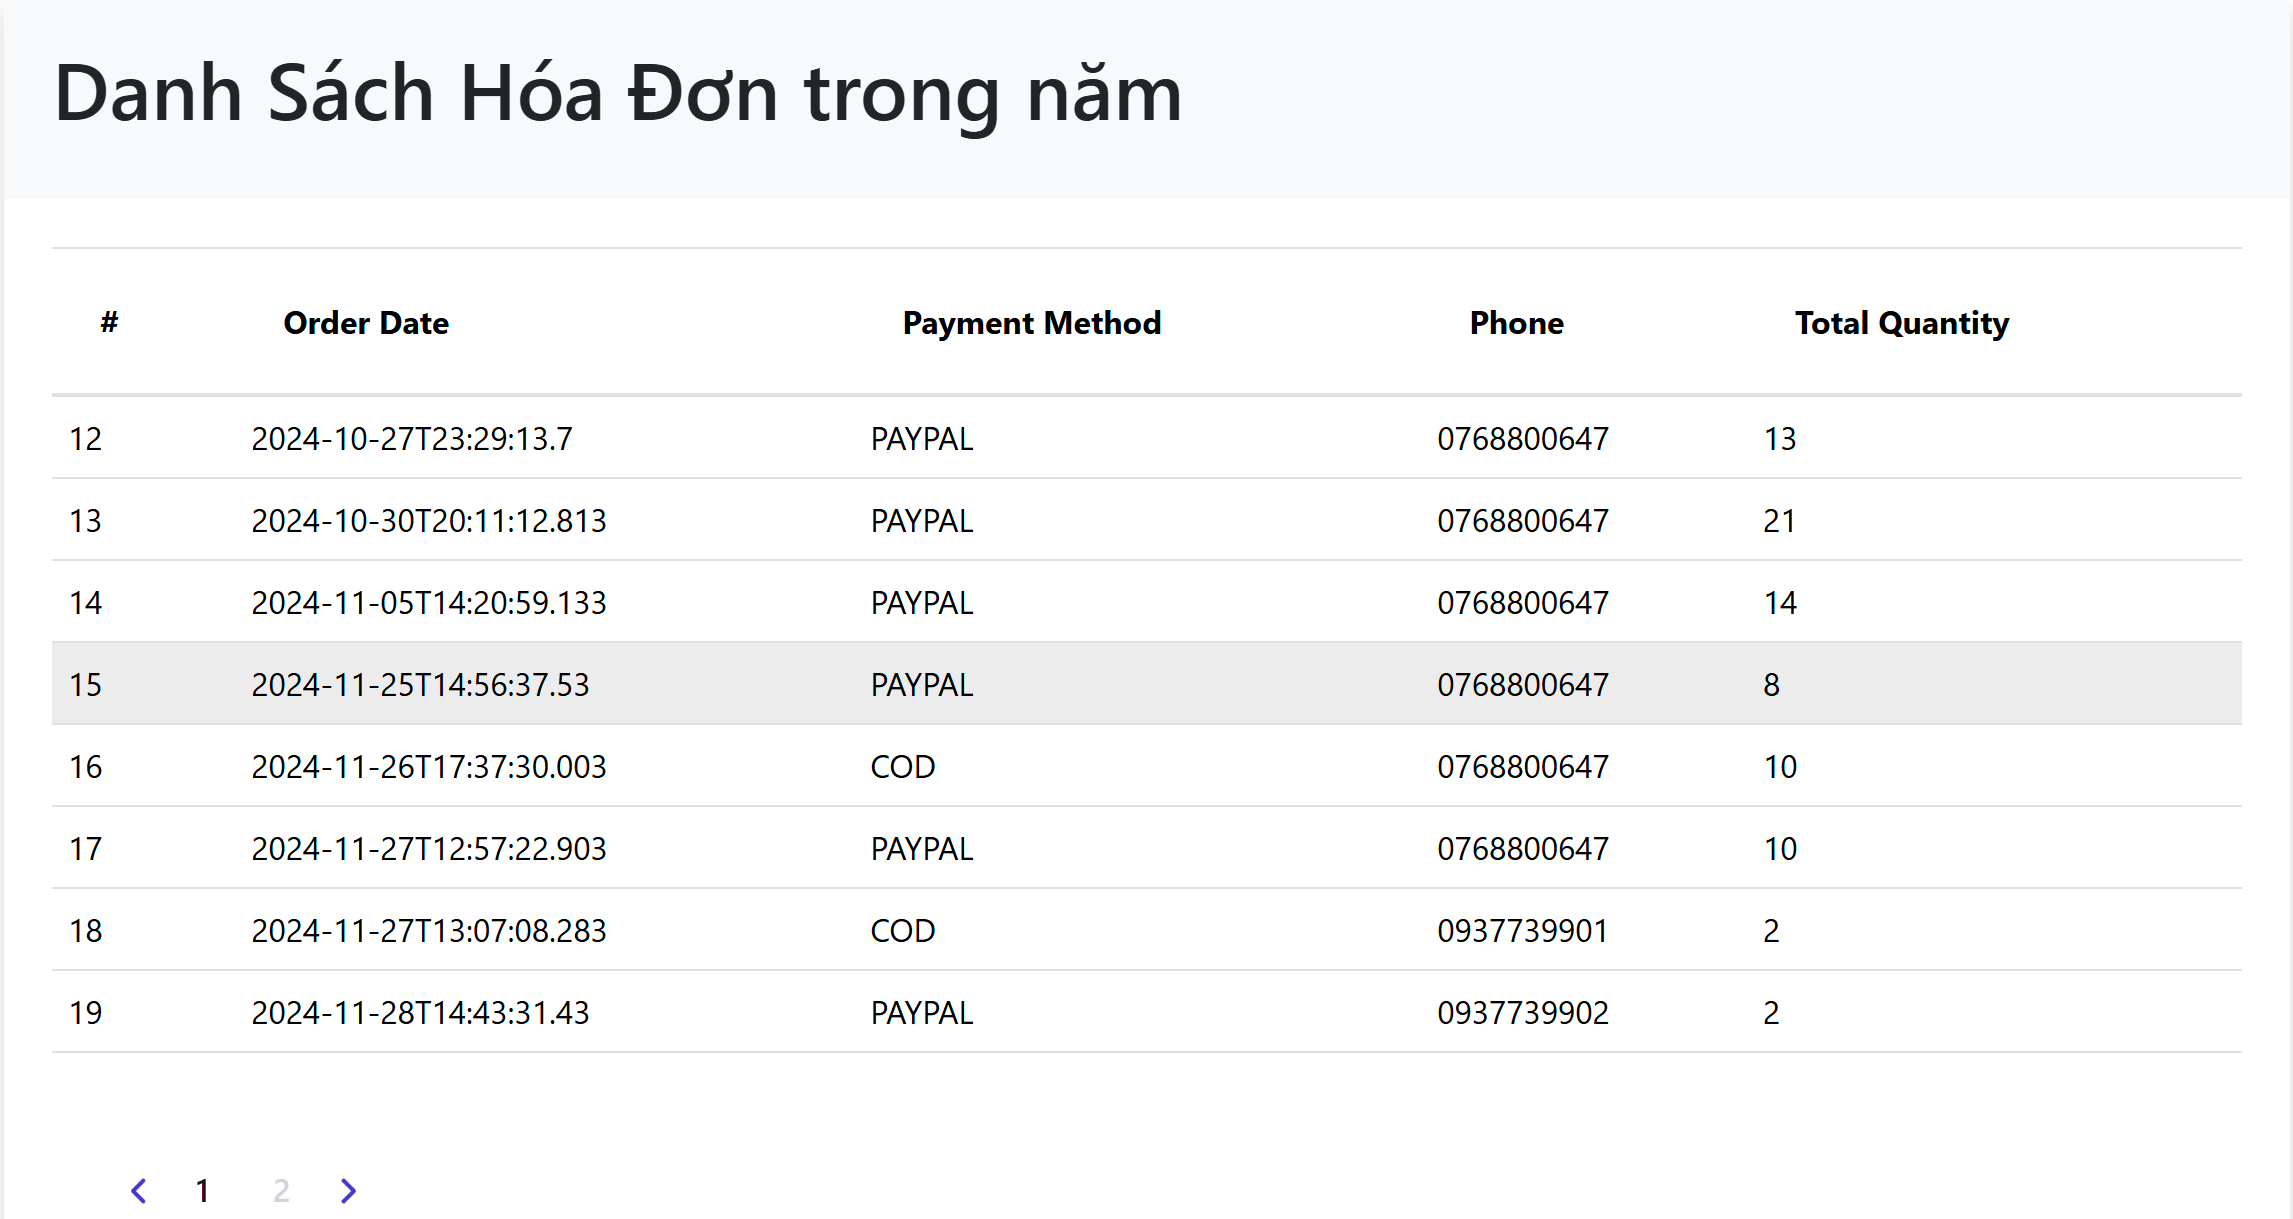 Danh Sách Hóa Đơn trong năm
# Order Date Payment Method Phone Total Quantity
12 2024-10-27T23:29:13.7 PAYPAL 0768800647 13
13 2024-10-30T20:11:12.813 PAYPAL 0768800647 21
14 2024-11-05T14:20:59.133 PAYPAL 0768800647 14
15 2024-11-25T14:56:37.53 PAYPAL 0768800647 8
16 2024-11-26T17:37:30.003 COD 0768800647 10
17 2024-11-27T12:57:22.903 PAYPAL 0768800647 10
18 2024-11-27T13:07:08.283 COD 0937739901 2
19 2024-11-28T14:43:31.43 PAYPAL 0937739902 2
1 2